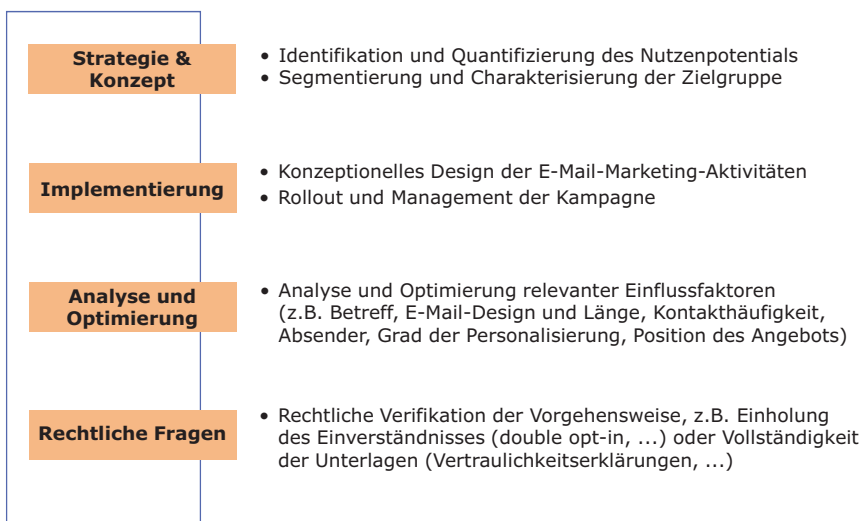 Strategie &
Konzept
• Identifikation und Quantifizierung des Nutzenpotentials
• Segmentierung und Charakterisierung der Zielgruppe
Implementierung
• Konzeptionelles Design der E-Mail-Marketing-Aktivitäten
• Rollout und Management der Kampagne
Analyse und
Optimierung
• Analyse und Optimierung relevanter Einflussfaktoren
(z.B. Betreff, E-Mail-Design und Länge, Kontakthäufigkeit,
Absender, Grad der Personalisierung, Position des Angebots)
Rechtliche Fragen
• Rechtliche Verifikation der Vorgehensweise, z.B. Einholung
des Einverständnisses (double opt-in, ...) oder Vollständigkeit
der Unterlagen (Vertraulichkeitserklärungen, ...)